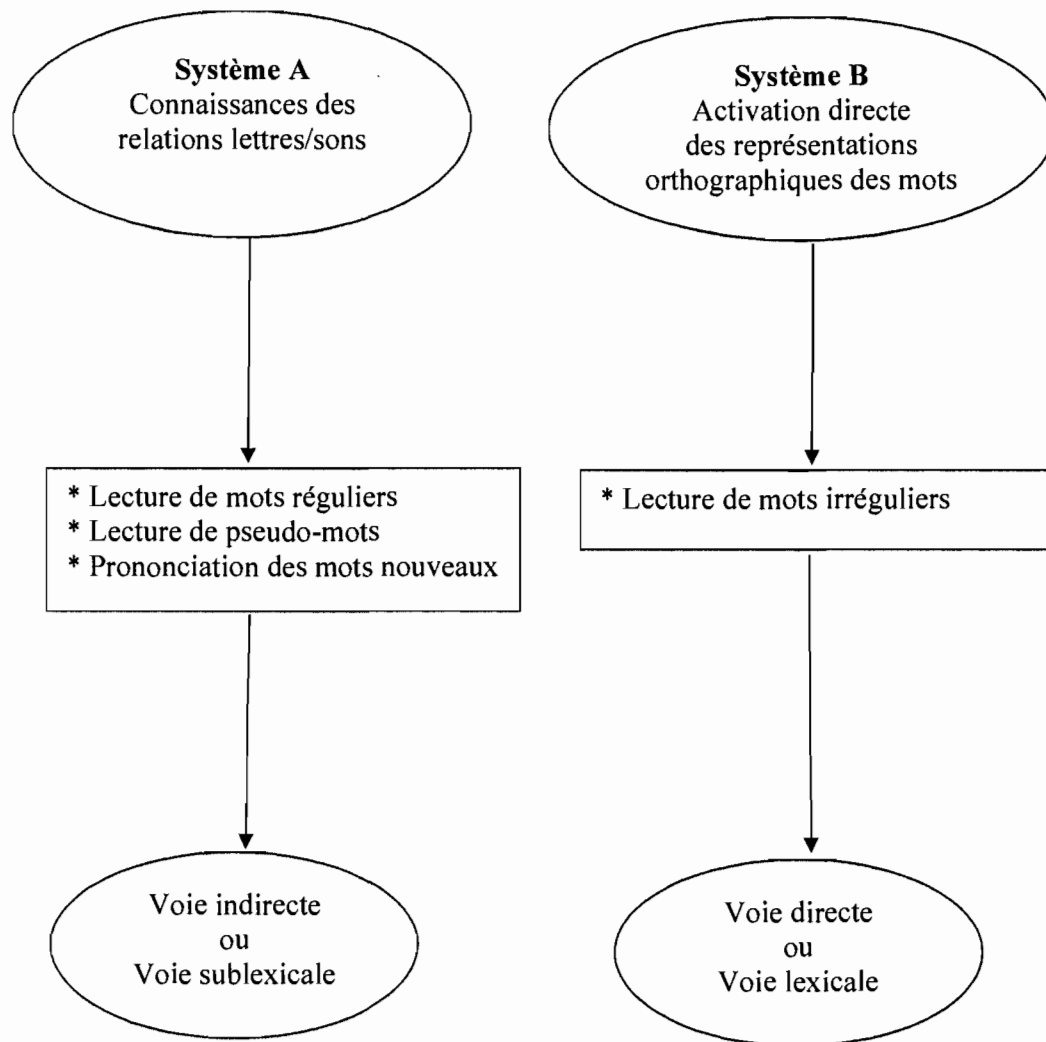 Système A
Connaissances des
relations lettres/sons
Système B
Activation directe
des représentations
orthographiques des mots
* Lecture de mots réguliers
* Lecture de pseudo-mots
* Prononciation des mots nouveaux
* Lecture de mots irréguliers
Voie indirecte
ou
Voie sublexicale
Voie directe
ou
Voie lexicale